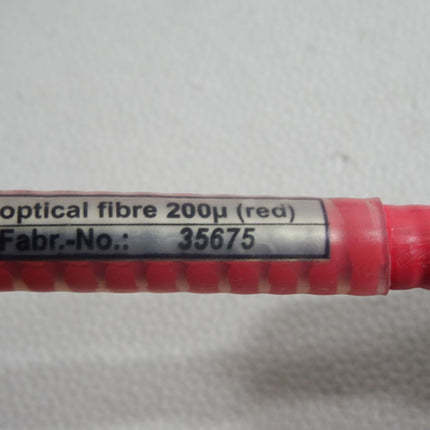 optical fibre 200µ (red)
Fabr.-No.: 35675